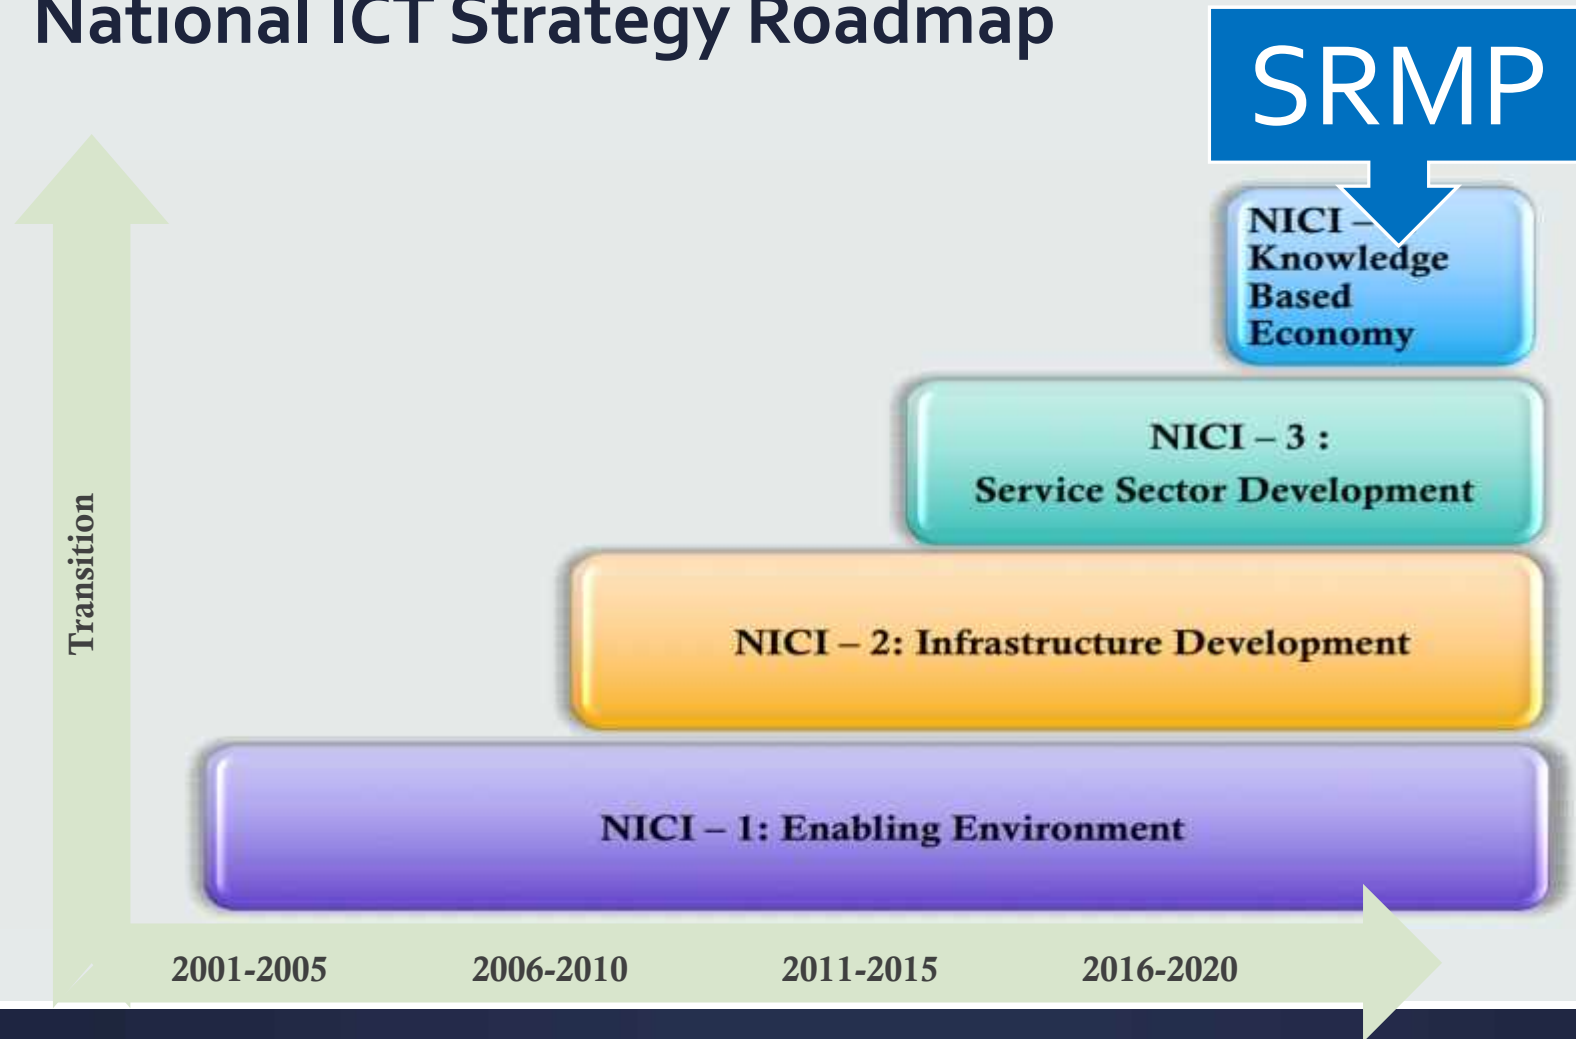 National ICT Strategy Roadmap
SRMP
NICI –
Knowledge
Based
Economy
NICI – 3 :
Service Sector Development
NICI – 2: Infrastructure Development
NICI – 1: Enabling Environment
Transition
2001-2005 2006-2010 2011-2015 2016-2020